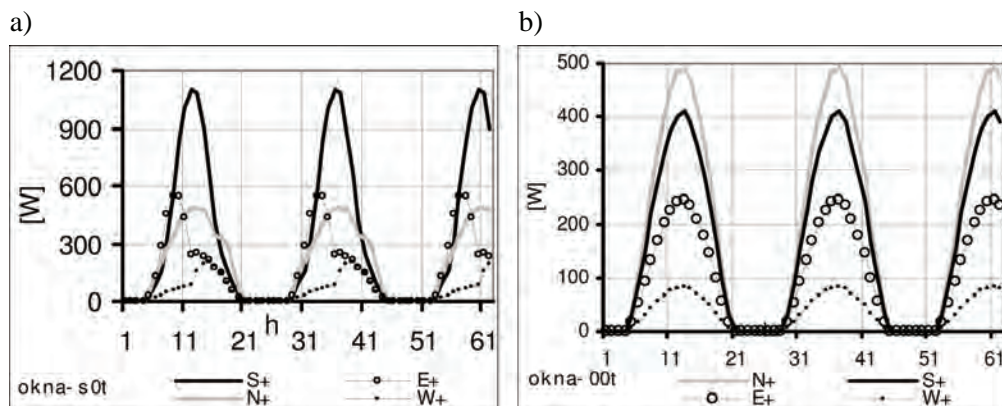 a)
1200
900
600
300
0
[W]
1 11 21 31 41 51 61
h
okna-s0t
S+ E+
N+ W+
b)
500
400
300
200
100
0
[W]
1 11 21 31 41 51 61
okna-00t
N+ S+
E+ W+